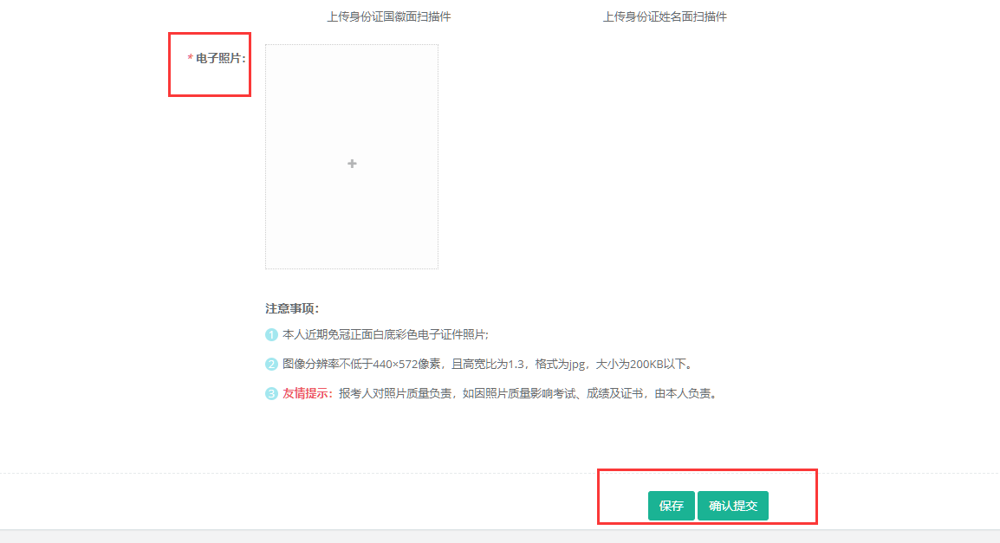 上传身份证国徽面扫描件 上传身份证姓名面扫描件
*电子照片：
注意事项：
1 本人近期免冠正面白底彩色电子证件照片;
2 图像分辨率不低于440×572像素，且高宽比为1.3，格式为jpg，大小为200KB以下。
3 友情提示：报考人对照片质量负责，如因照片质量影响考试、成绩及证书，由本人负责。
保存 确认提交